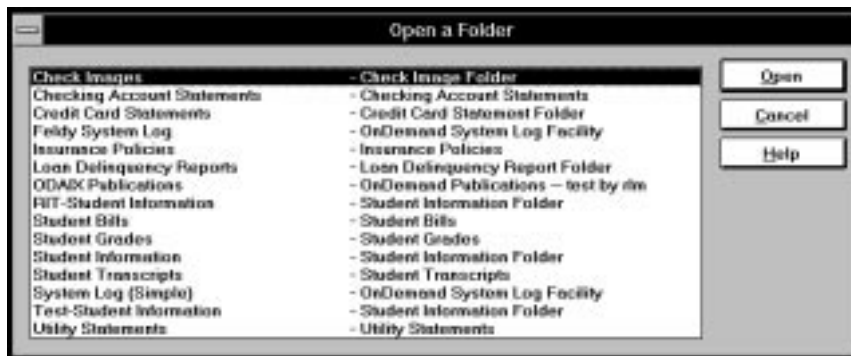 Open a Folder
Check Images - Check Image Folder
Checking Account Statements - Checking Account Statements
Credit Card Statements - Credit Card Statement Folder
Feldy System Log - OnDemand System Log Facility
Insurance Policies - Insurance Policies
Loan Delinquency Reports - Loan Delinquency Report Folder
ODAIX Publications - OnDemand Publications -- test by rlm
RIT-Student Information - Student Information Folder
Student Bills - Student Bills
Student Grades - Student Grades
Student Information - Student Information Folder
Student Transcripts - Student Transcripts
System Log (Simple) - OnDemand System Log Facility
Test-Student Information - Student Information Folder
Utility Statements - Utility Statements
Open
Cancel
Help